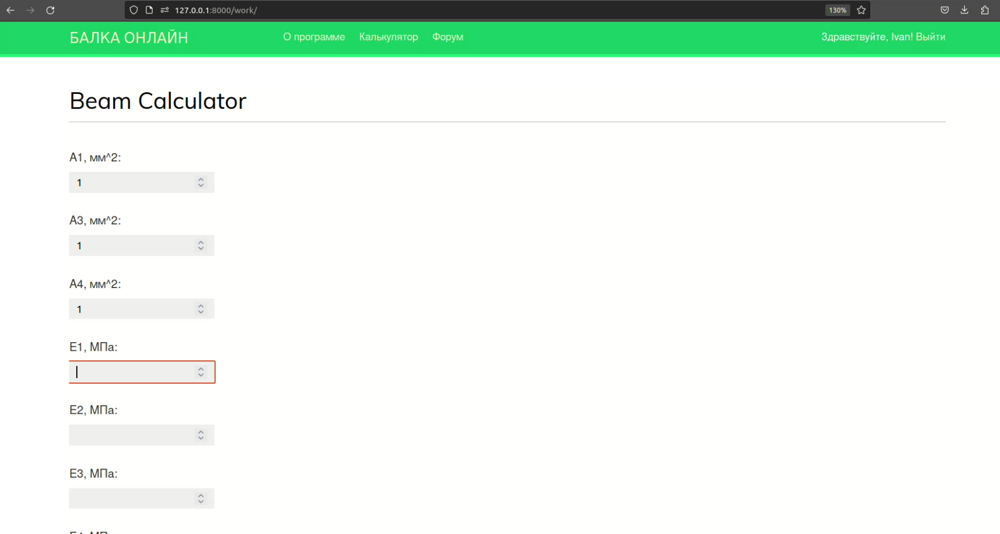 127.0.0.1:8000/work/
130%
БАЛКА ОНЛАЙН
О программе Калькулятор Форум
Здравствуйте, Ivan! Выйти
Beam Calculator
A1, мм^2:
1
A3, мм^2:
1
A4, мм^2:
1
E1, МПа:
E2, МПа:
E3, МПа: